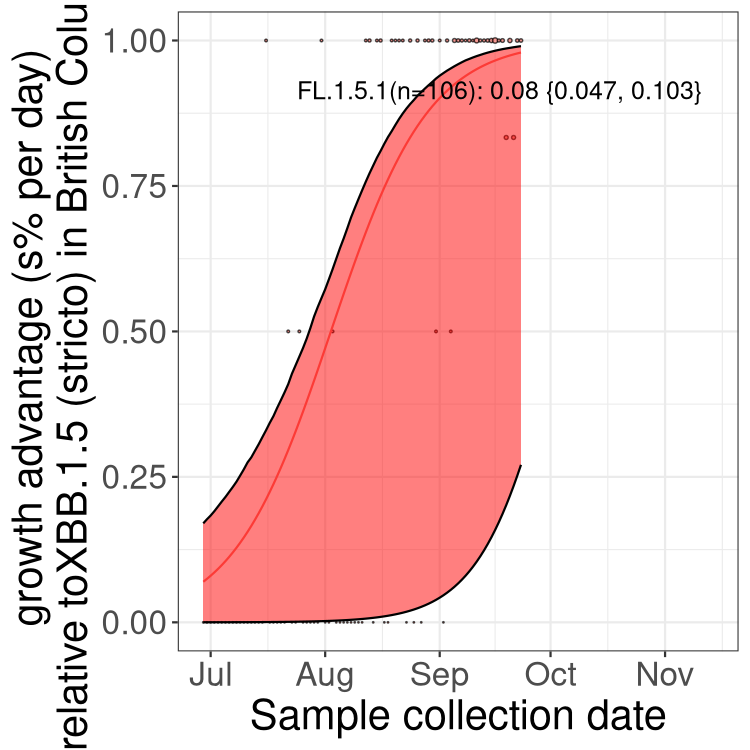 growth advantage (s% per day)
relative toXBB.1.5 (stricto) in British Colu
1.00
0.75
0.50
0.25
0.00
FL.1.5.1(n=106): 0.08 {0.047, 0.103}
Jul Aug Sep Oct Nov
Sample collection date